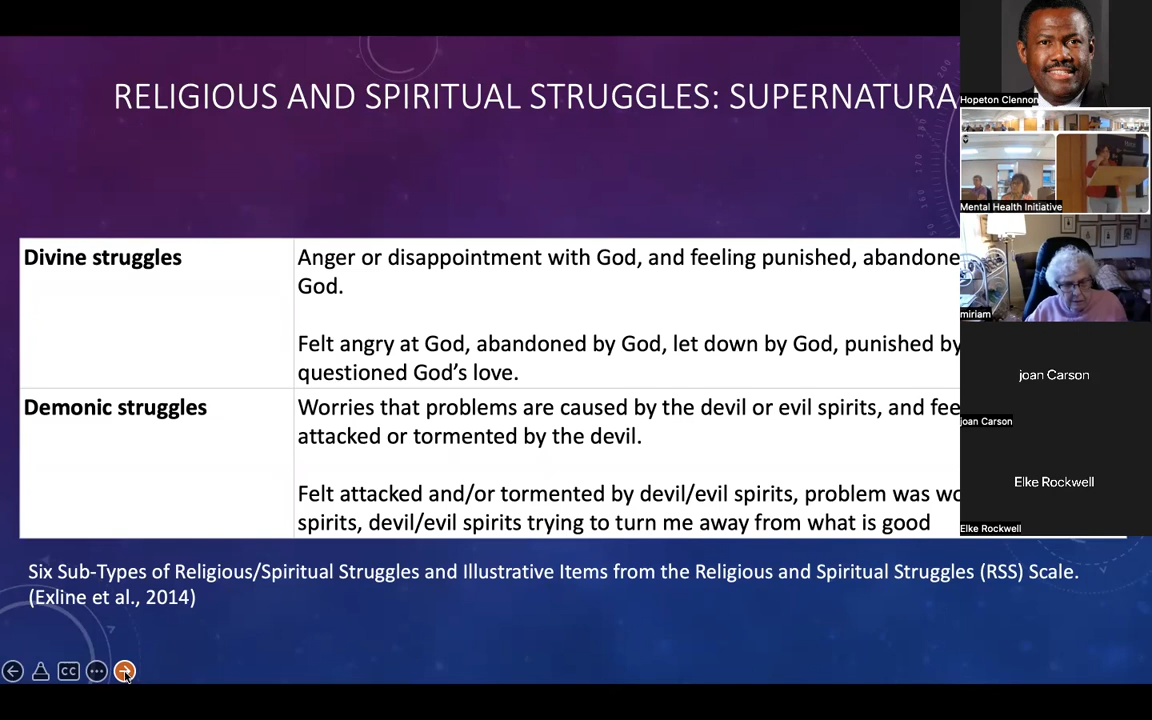 RELIGIOUS AND SPIRITUAL STRUGGLES: SUPERNATURA
Divine struggles
Anger or disappointment with God, and feeling punished, abandone
God.
Felt angry at God, abandoned by God, let down by God, punished by
questioned God's love.
Demonic struggles
Worries that problems are caused by the devil or evil spirits, and fee
attacked or tormented by the devil.
Felt attacked and/or tormented by devil/evil spirits, problem was wo
spirits, devil/evil spirits trying to turn me away from what is good
Six Sub-Types of Religious/Spiritual Struggles and Illustrative Items from the Religious and Spiritual Struggles (RSS) Scale.
(Exline et al., 2014)
CC
Hopeton Clennon
Mental Health Initiative
miriam
joan Carson
joan Carson
Elke Rockwell
Elke Rockwell